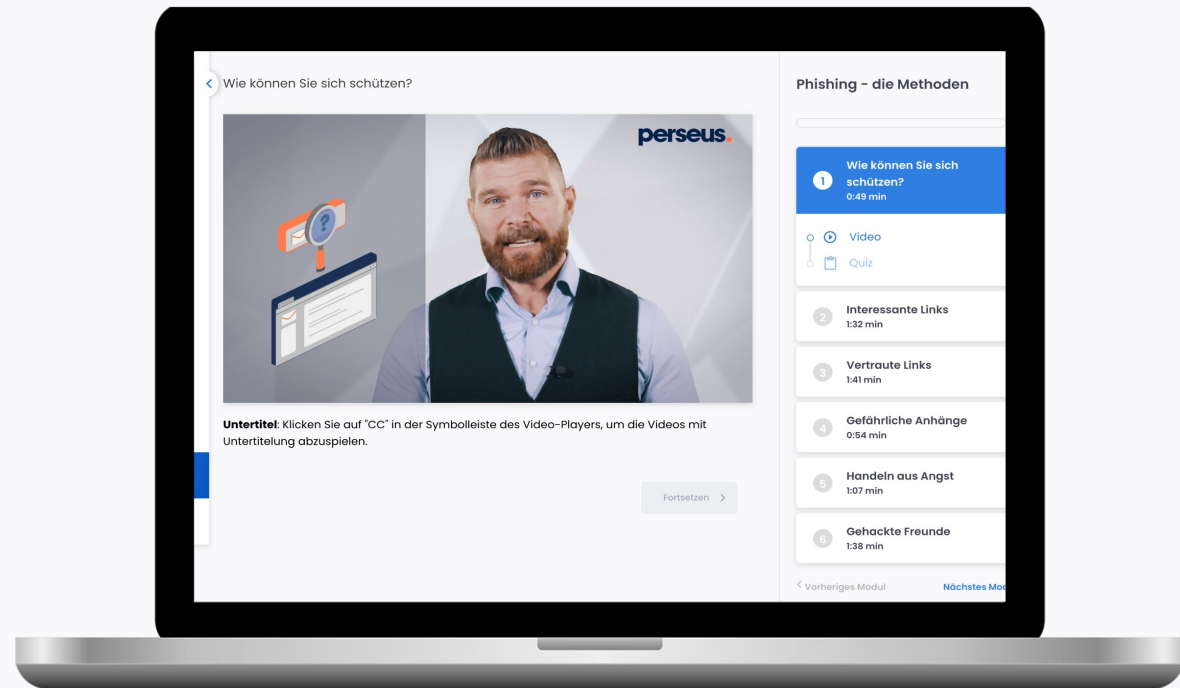 Wie können Sie sich schützen?
perseus.
?
Untertitel: Klicken Sie auf "CC" in der Symbolleiste des Video-Players, um die Videos mit
Untertitelung abzuspielen.
Fortsetzen
Phishing - die Methoden
1
Wie können Sie sich
schützen?
0:49 min
Video
Quiz
2
Interessante Links
1:32 min
3
Vertraute Links
1:41 min
4
Gefährliche Anhänge
0:54 min
5
Handeln aus Angst
1:07 min
6
Gehackte Freunde
1:38 min
Vorheriges Modul
Nächstes Mod